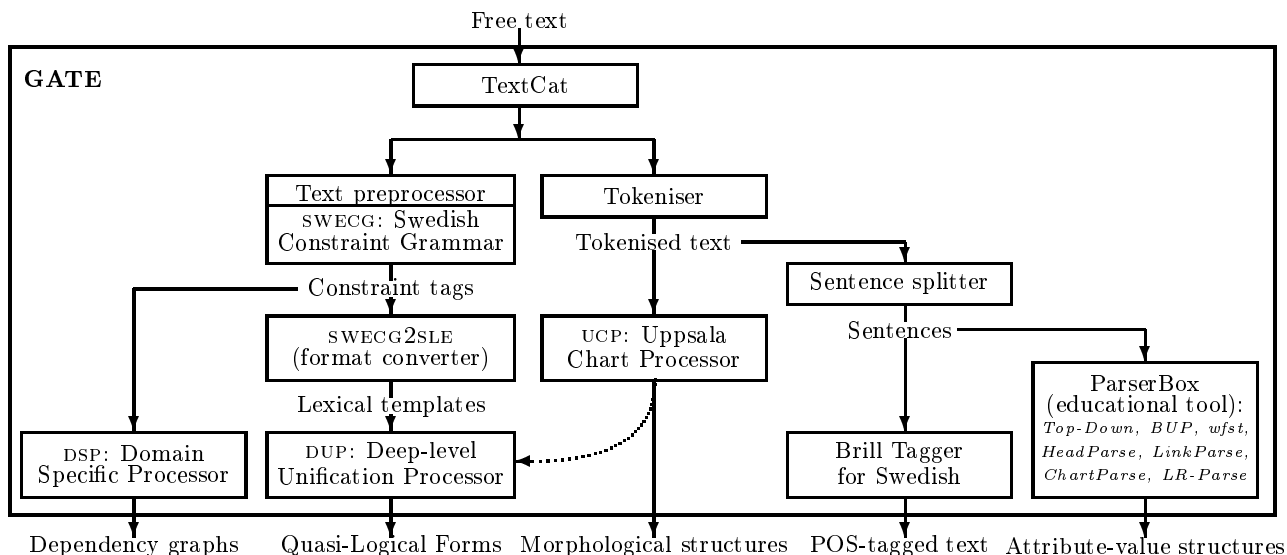 Free text
GATE
TextCat
Text preprocessor
SWECG: Swedish
Constraint Grammar
Tokeniser
Tokenised text
Sentence splitter
Constraint tags
SWECG2SLE
(format converter)
UCP: Uppsala
Chart Processor
Sentences
Lexical templates
ParserBox
(educational tool):
Top-Down, BUP, wfst,
HeadParse, LinkParse,
ChartParse, LR-Parse
DSP: Domain
Specific Processor
DUP: Deep-level
Unification Processor
Brill Tagger
for Swedish
Dependency graphs
Quasi-Logical Forms
Morphological structures
POS-tagged text
Attribute-value structures